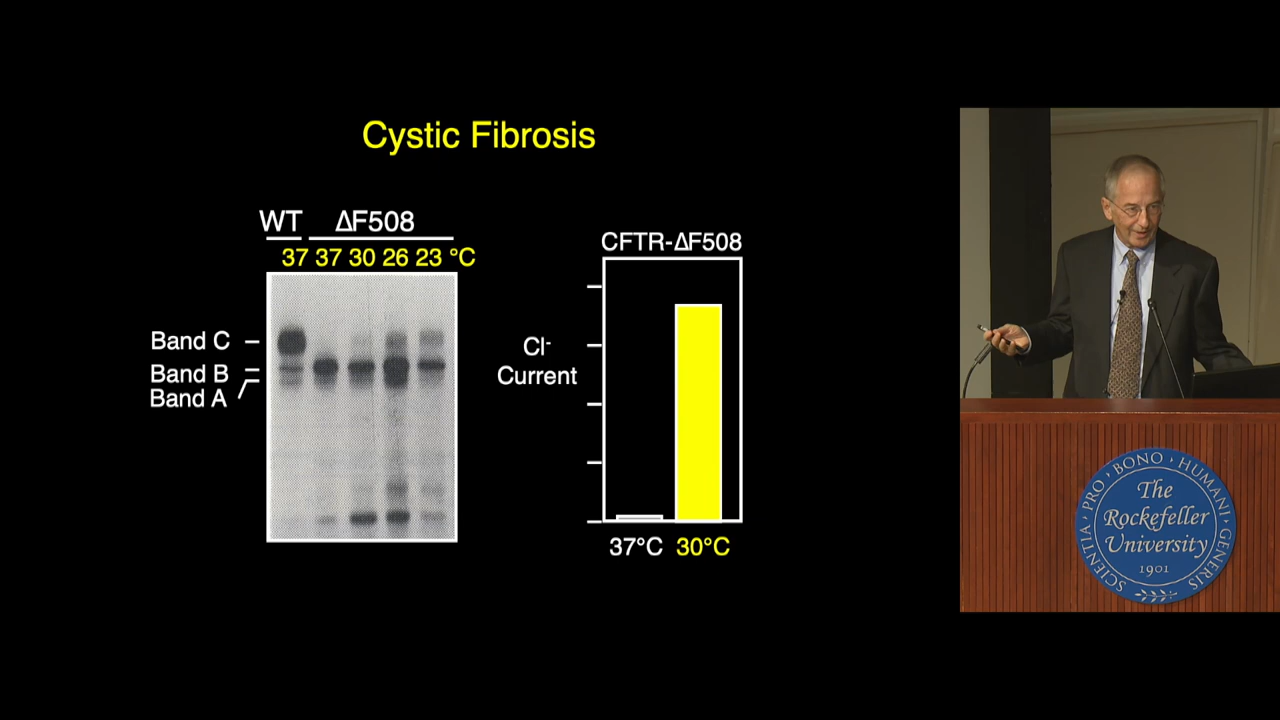 Cystic Fibrosis
WT ΔF508
37 37 30 26 23 °C
Band C –
Band B –
Band A
CFTR-ΔF508
Cl-
Current
37°C 30°C
SCIENTIA · PRO · BONO · HUMANI · GENERIS
The
Rockefeller
University
1901